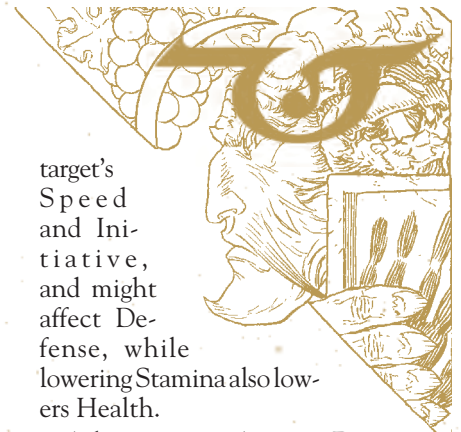 target's
Speed
and Ini-
tiative,
and might
affect De-
fense, while
lowering Stamina also low-
ers Health.